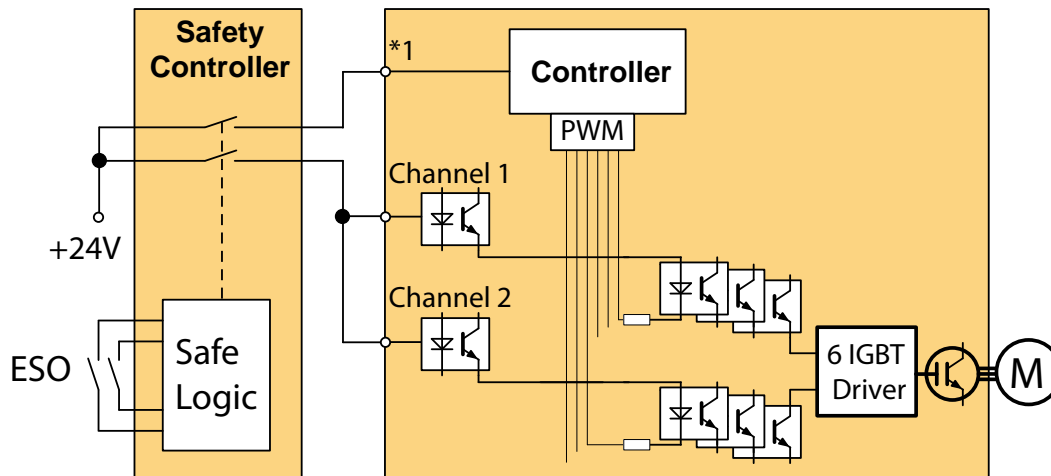 Safety
Controller
*1
Controller
PWM
Channel 1
+24V
Channel 2
ESO
Safe
Logic
6 IGBT
Driver
M